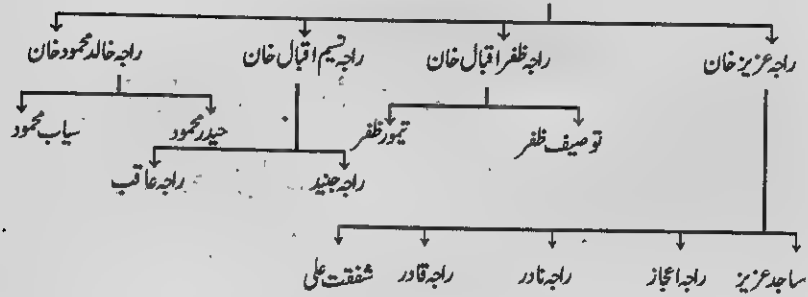 راجہ عزیز خان راجہ ظفر اقبال خان راجہ نسیم اقبال خان راجہ خالد محمود خان
توصیف ظفر تیمور ظفر حیدر محمود سیاب محمود
راجہ جنید راجہ عاقب
ساجد عزیز راجہ اعجاز راجہ نادر راجہ قادر شفقت علی